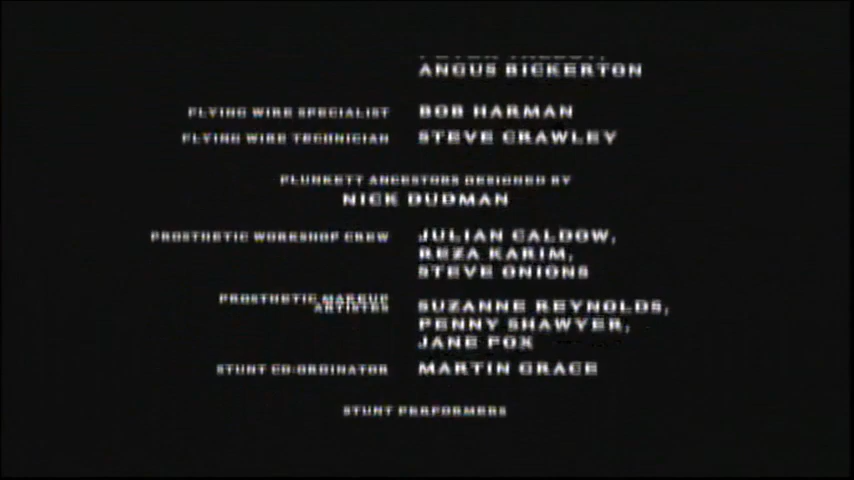 ANGUS BICKERTON
FLYING WIRE SPECIALIST BOB HARMAN
FLYING WIRE TECHNICIAN STEVE CRAWLEY
PLUNKETT ANCESTORS DESIGNED BY
NICK DUDMAN
PROSTHETIC WORKSHOP CREW JULIAN CALDOW,
REZA KARIM,
STEVE ONIONS
PROSTHETIC MAKEUP
ARTISTES
SUZANNE REYNOLDS,
PENNY SHAWYER,
JANE FOX
STUNT CO-ORDINATOR MARTIN GRACE
STUNT PERFORMERS